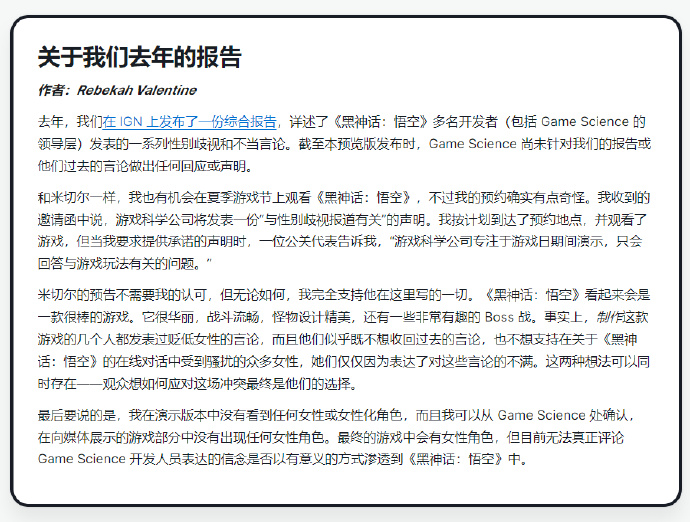 关于我们去年的报告
作者：Rebekah Valentine
去年，我们在 IGN 上发布了一份综合报告，详述了《黑神话：悟空》多名开发者（包括 Game Science 的
领导层）发表的一系列性别歧视和不当言论。截至本预览版发布时，Game Science 尚未针对我们的报告或
他们过去的言论做出任何回应或声明。
和米切尔一样，我也有机会在夏季游戏节上观看《黑神话：悟空》，不过我的预约确实有点奇怪。我收到的
邀请函中说，游戏科学公司将发表一份“与性别歧视报道有关”的声明。我按计划到达了预约地点，并观看了
游戏，但当我要求提供承诺的声明时，一位公关代表告诉我，“游戏科学公司专注于游戏日期间演示，只会
回答与游戏玩法有关的问题。”
米切尔的预告不需要我的认可，但无论如何，我完全支持他在这里写的一切。《黑神话：悟空》看起来会是
一款很棒的游戏。它很华丽，战斗流畅，怪物设计精美，还有一些非常有趣的 Boss 战。事实上，制作这款
游戏的几个人都发表过贬低女性的言论，而且他们似乎既不想收回过去的言论，也不想支持在关于《黑神
话：悟空》的在线对话中受到骚扰的众多女性，她们仅仅因为表达了对这些言论的不满。这两种想法可以同
时存在——观众想如何应对这场冲突最终是他们的选择。
最后要说的是，我在演示版本中没有看到任何女性或女性化角色，而且我可以从 Game Science 处确认，
在向媒体展示的游戏部分中没有出现任何女性角色。最终的游戏中会有女性角色，但目前无法真正评论
Game Science 开发人员表达的信念是否以有意义的方式渗透到《黑神话：悟空》中。